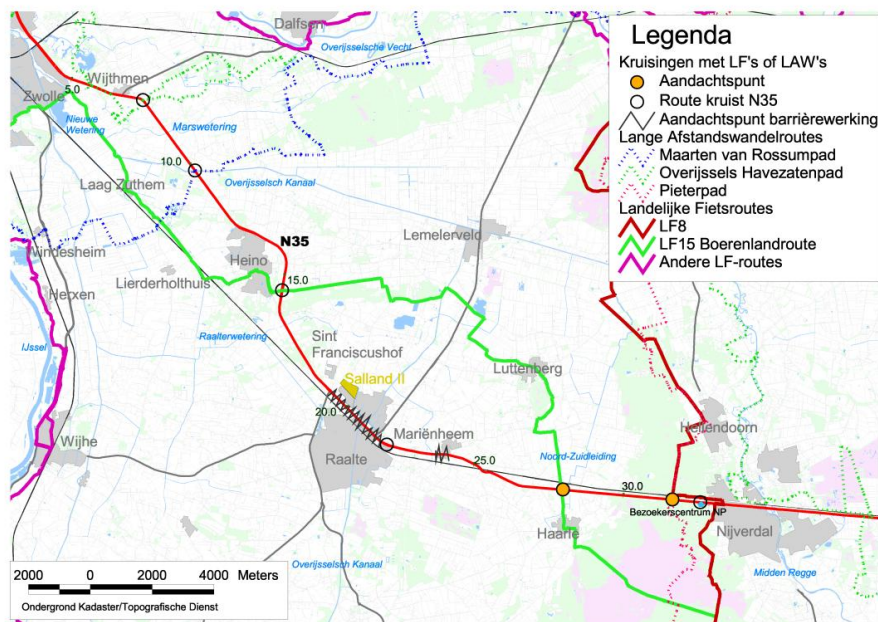 Legenda
Kruisingen met LF's of LAW's
Aandachtspunt
Route kruist N35
Aandachtspunt barrièrewerking
Lange Afstandswandelroutes
Maarten van Rossumpad
Overijssels Havezatenpad
Pieterpad
Landelijke Fietsroutes
LF8
LF15 Boerenlandroute
Andere LF-routes
Dalfsen
Overijsselsche Vecht
Wijthmen
5.0
Zwolle
Nieuwe
Wetering
Marswetering
10.0
Laag Zuthem
Overijsselsch Kanaal
N35
Lemelerveld
Windesheim
Heino
15.0
Herxen
Lierderholthuis
IJssel
Raalterwetering
Sint
Franciscushof
Salland II
Luttenberg
20.0
Wijhe
Mariënheem
Hellendoorn
Raalte
25.0
Noord-Zuidleiding
30.0
Bezoekerscentrum NP
Haarle
Nijverdal
Overijsselsch Kanaal
Midden Regge
2000 0 2000 4000 Meters
Ondergrond Kadaster/Topografische Dienst